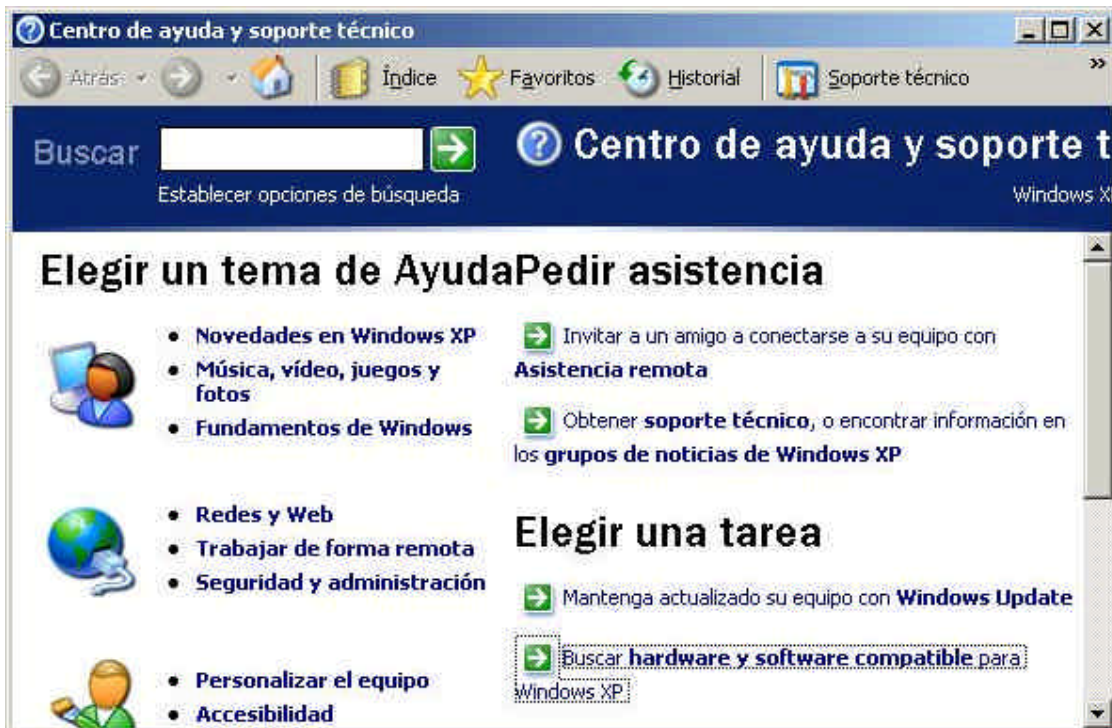 Centro de ayuda y soporte técnico
Atrás Índice Favoritos Historial Soporte técnico »
Buscar
Establecer opciones de búsqueda
Centro de ayuda y soporte t
Windows X
Elegir un tema de Ayuda
Novedades en Windows XP
Música, vídeo, juegos y
fotos
Fundamentos de Windows
Redes y Web
Trabajar de forma remota
Seguridad y administración
Personalizar el equipo
Accesibilidad
Pedir asistencia
Invitar a un amigo a conectarse a su equipo con
Asistencia remota
Obtener soporte técnico, o encontrar información en
los grupos de noticias de Windows XP
Elegir una tarea
Mantenga actualizado su equipo con Windows Update
Buscar hardware y software compatible para
Windows XP